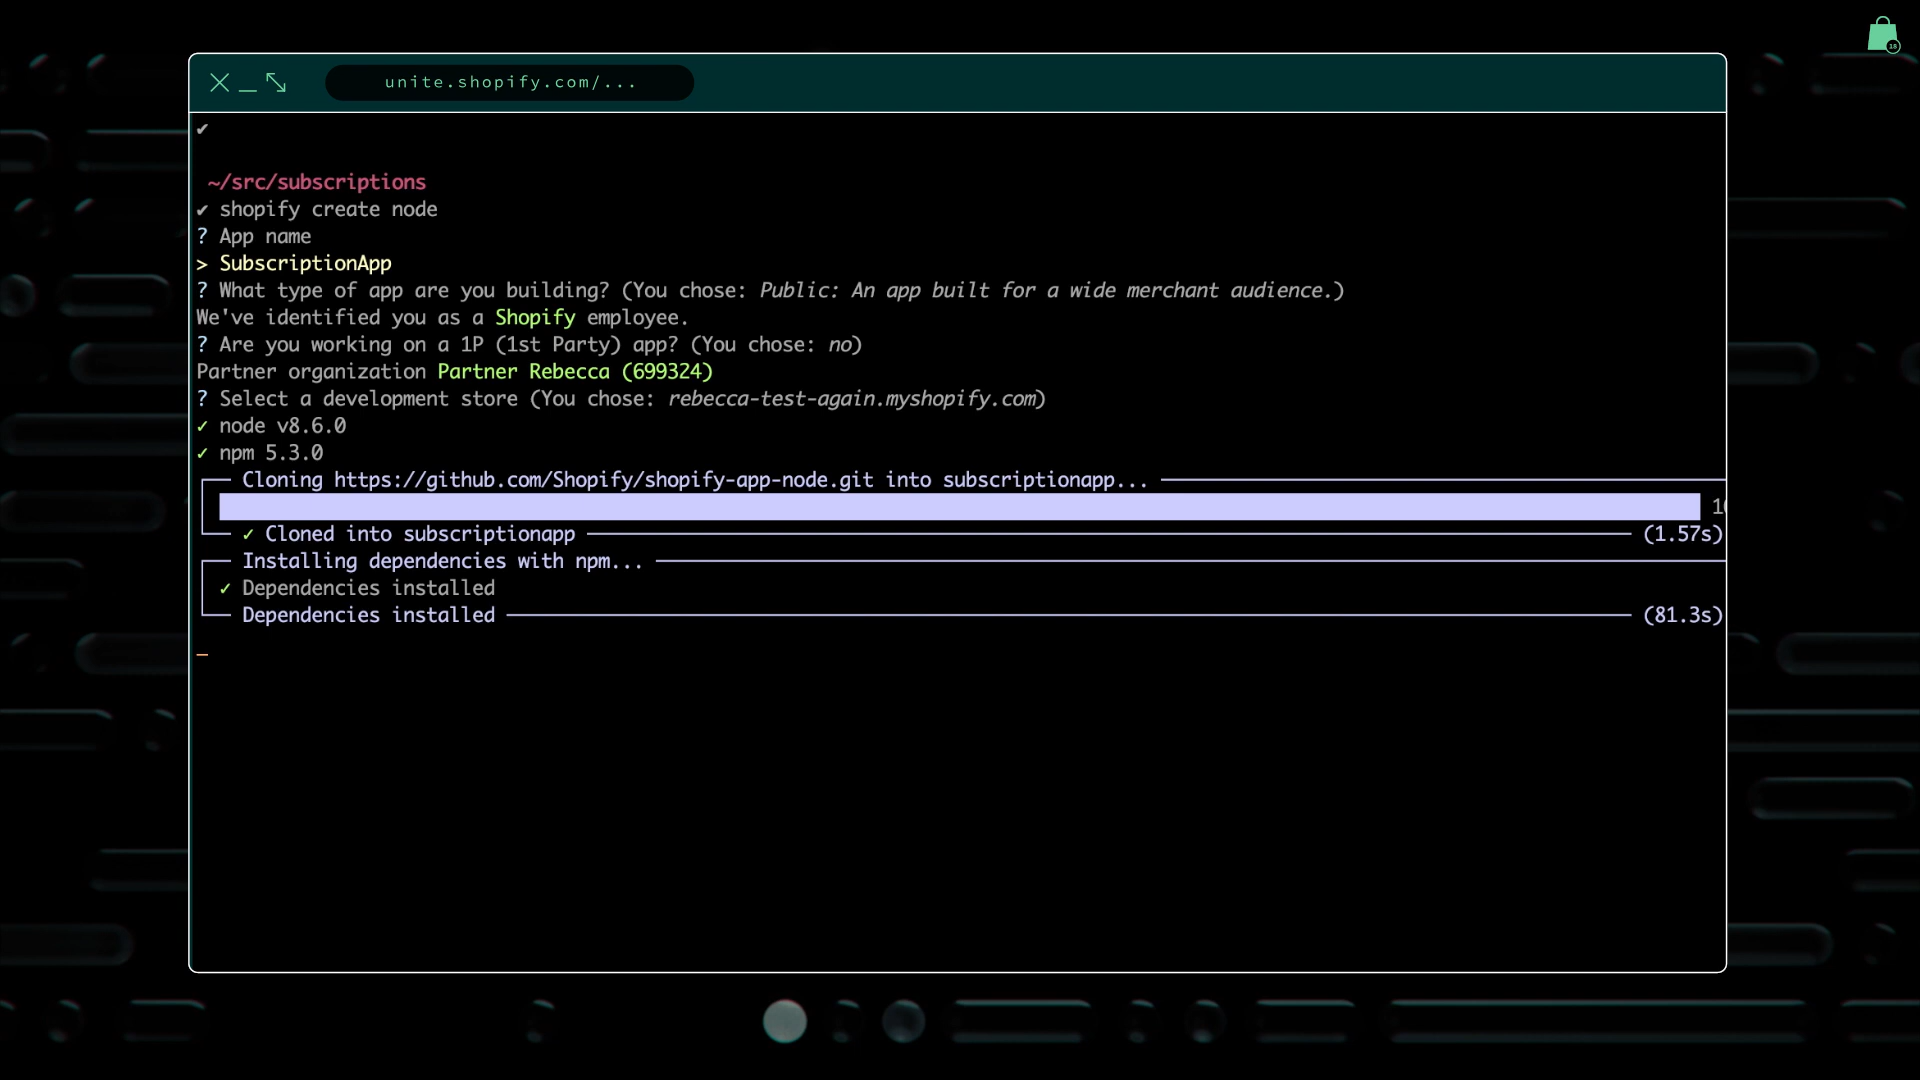 18
unite.shopify.com/...
✔
~/src/subscriptions
✔ shopify create node
? App name
> SubscriptionApp
? What type of app are you building? (You chose: Public: An app built for a wide merchant audience.)
We've identified you as a Shopify employee.
? Are you working on a 1P (1st Party) app? (You chose: no)
Partner organization Partner Rebecca (699324)
? Select a development store (You chose: rebecca-test-again.myshopify.com)
✓ node v8.6.0
✓ npm 5.3.0
Cloning https://github.com/Shopify/shopify-app-node.git into subscriptionapp...
✓ Cloned into subscriptionapp (1.57s)
Installing dependencies with npm...
✓ Dependencies installed
Dependencies installed (81.3s)